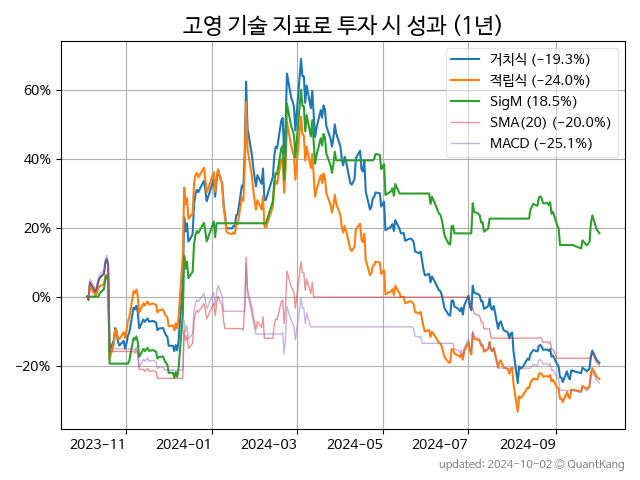 고영 기술 지표로 투자 시 성과 (1년)
거치식 (−19.3%)
적립식 (−24.0%)
SigM (18.5%)
SMA(20) (−20.0%)
MACD (−25.1%)
60%
40%
20%
0%
−20%
2023-11 2024-01 2024-03 2024-05 2024-07 2024-09
updated: 2024-10-02 © QuantKang